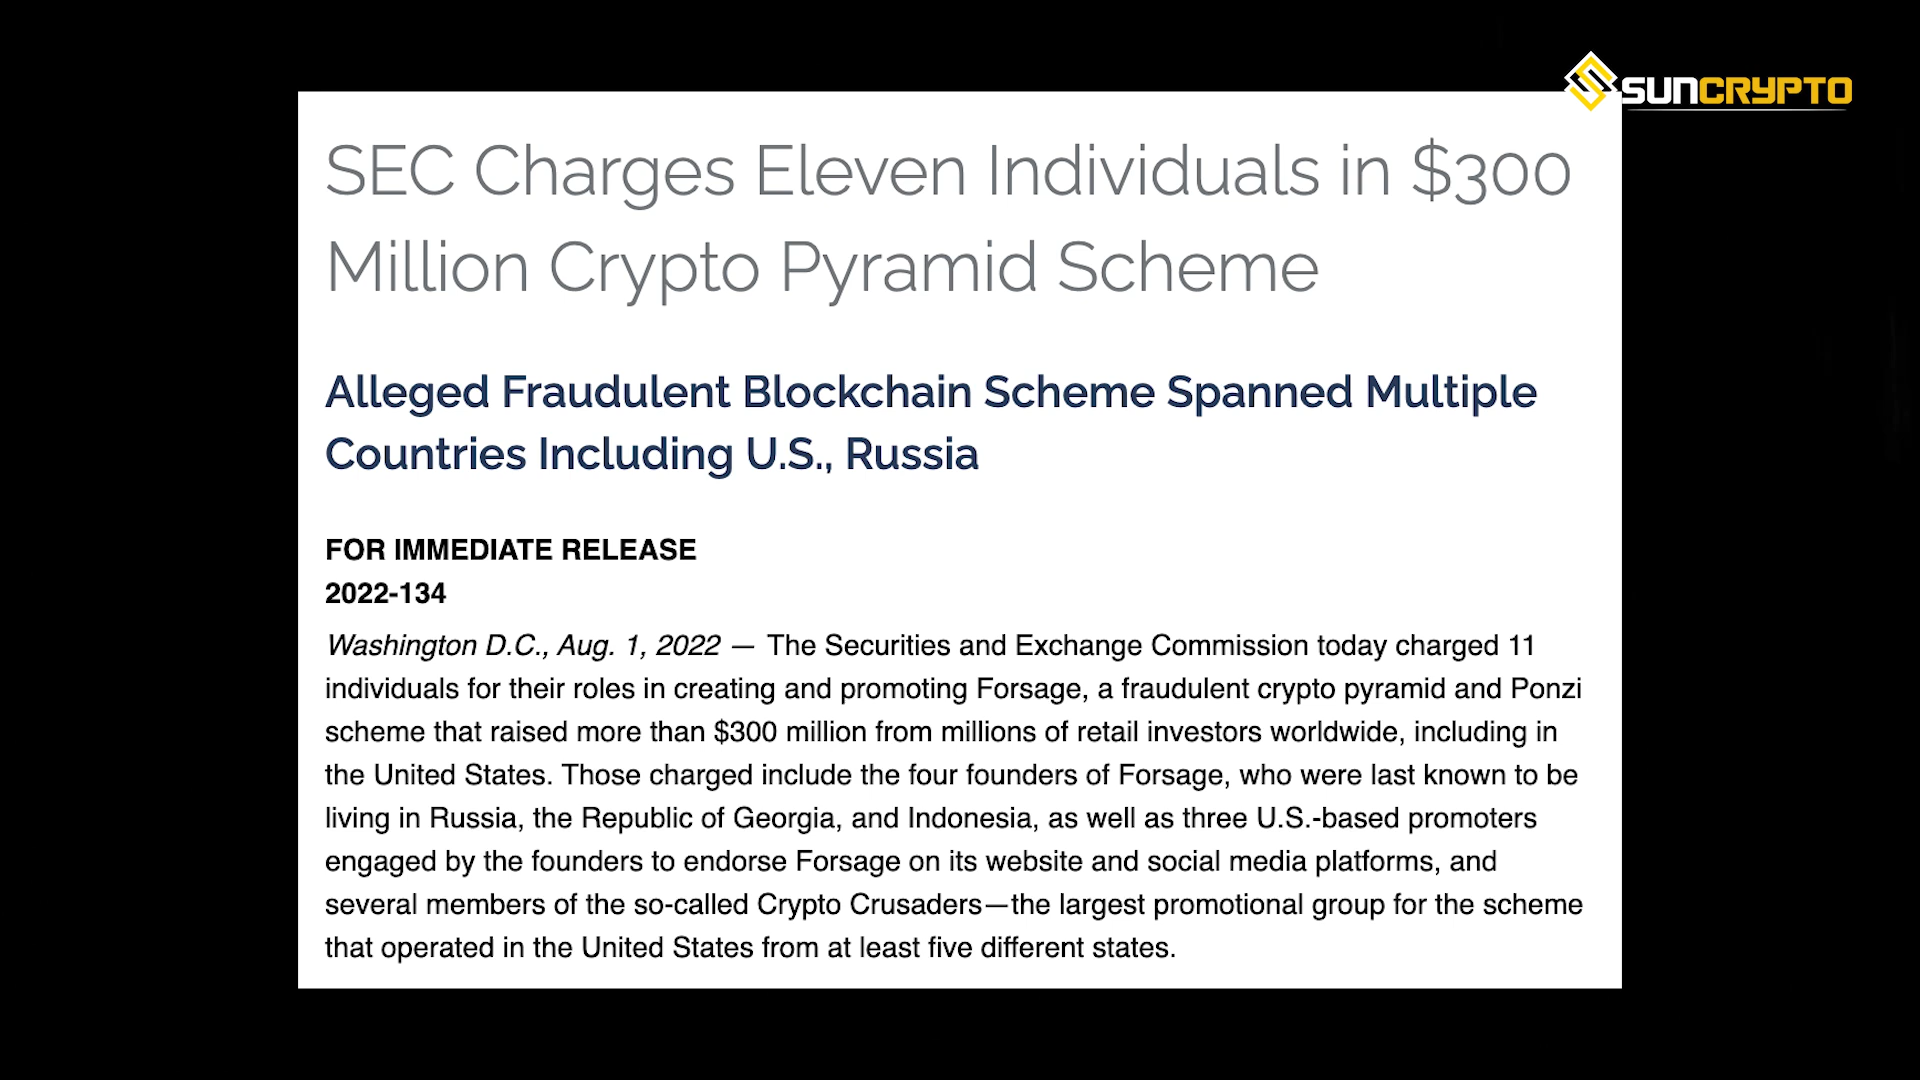 SUNCRYPTO
SEC Charges Eleven Individuals in $300
Million Crypto Pyramid Scheme
Alleged Fraudulent Blockchain Scheme Spanned Multiple
Countries Including U.S., Russia
FOR IMMEDIATE RELEASE
2022-134
Washington D.C., Aug. 1, 2022 — The Securities and Exchange Commission today charged 11
individuals for their roles in creating and promoting Forsage, a fraudulent crypto pyramid and Ponzi
scheme that raised more than $300 million from millions of retail investors worldwide, including in
the United States. Those charged include the four founders of Forsage, who were last known to be
living in Russia, the Republic of Georgia, and Indonesia, as well as three U.S.-based promoters
engaged by the founders to endorse Forsage on its website and social media platforms, and
several members of the so-called Crypto Crusaders—the largest promotional group for the scheme
that operated in the United States from at least five different states.